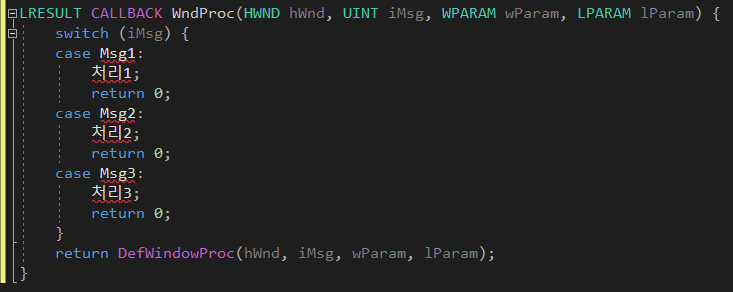 LRESULT CALLBACK WndProc(HWND hWnd, UINT iMsg, WPARAM wParam, LPARAM lParam) {
    switch (iMsg) {
    case Msg1:
        처리1;
        return 0;
    case Msg2:
        처리2;
        return 0;
    case Msg3:
        처리3;
        return 0;
    }
    return DefWindowProc(hWnd, iMsg, wParam, lParam);
}